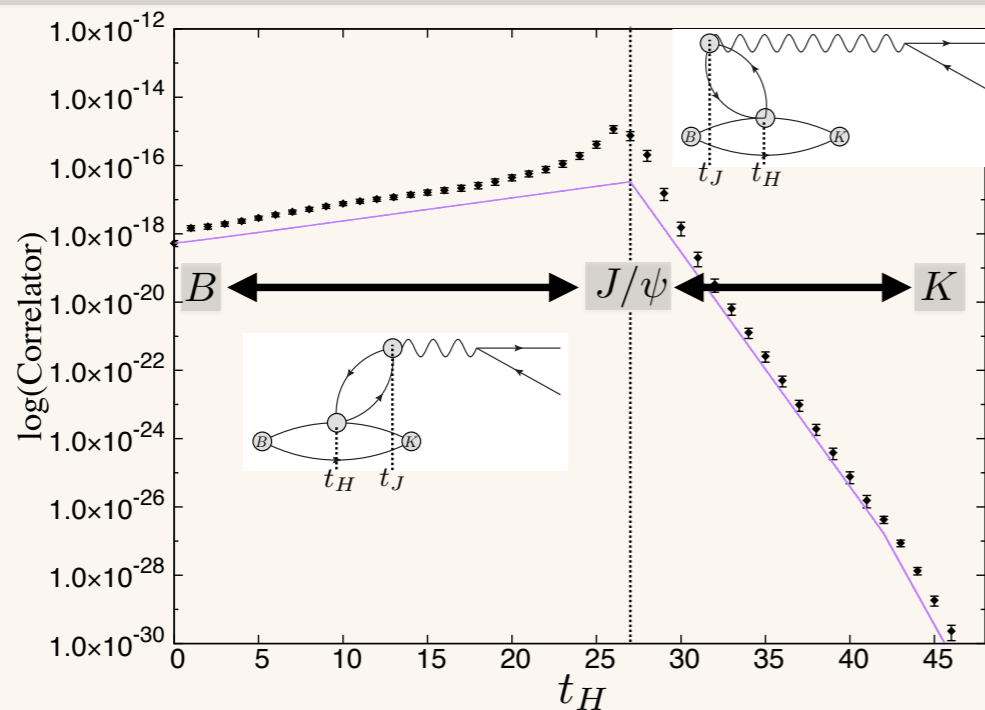 1.0×10⁻¹²
1.0×10⁻¹⁴
1.0×10⁻¹⁶
1.0×10⁻¹⁸
1.0×10⁻²⁰
1.0×10⁻²²
1.0×10⁻²⁴
1.0×10⁻²⁶
1.0×10⁻²⁸
1.0×10⁻³⁰
log(Correlator)
B K
t_J t_H
B J/ψ K
B K
t_H t_J
0 5 10 15 20 25 30 35 40 45
t_H